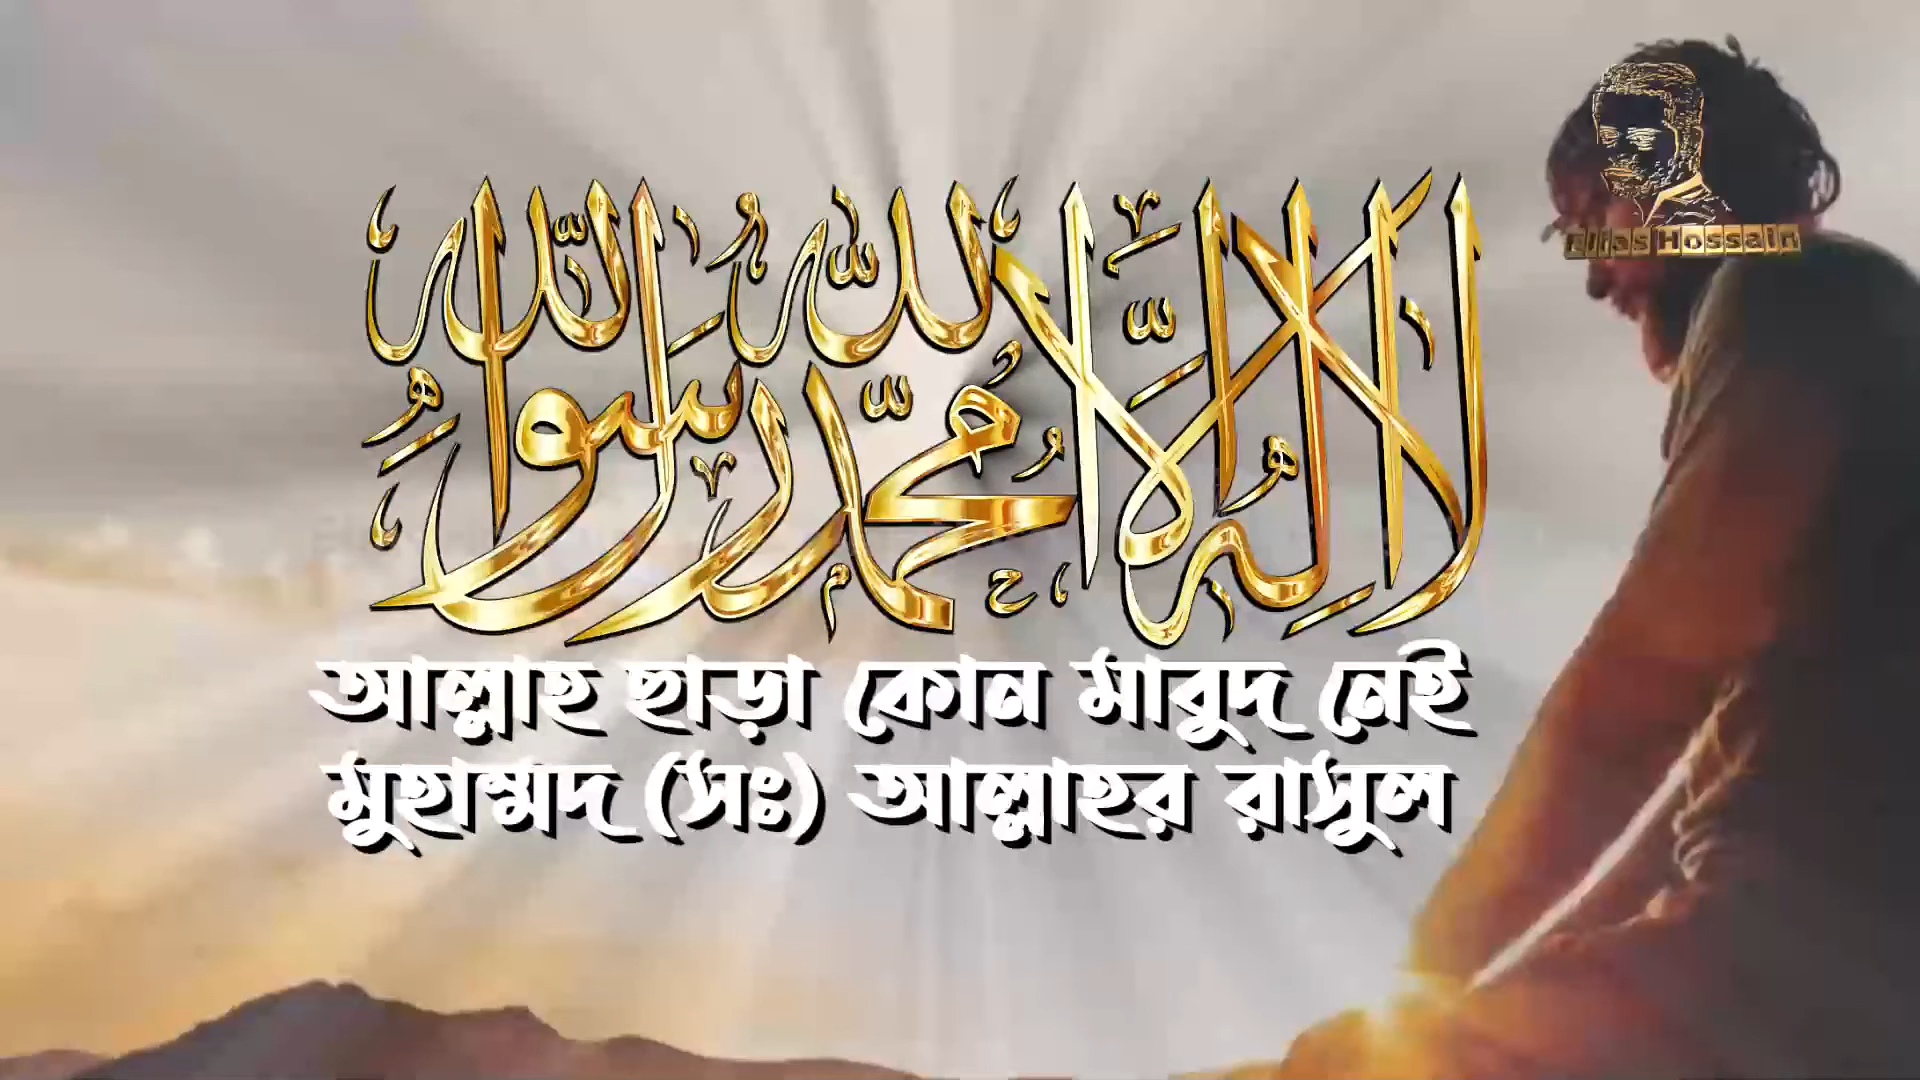 لا إله إلا الله محمد رسول الله
Elias Hossain
আল্লাহ ছাড়া কোন মাবুদ নেই
মুহাম্মদ (সঃ) আল্লাহর রাসুল